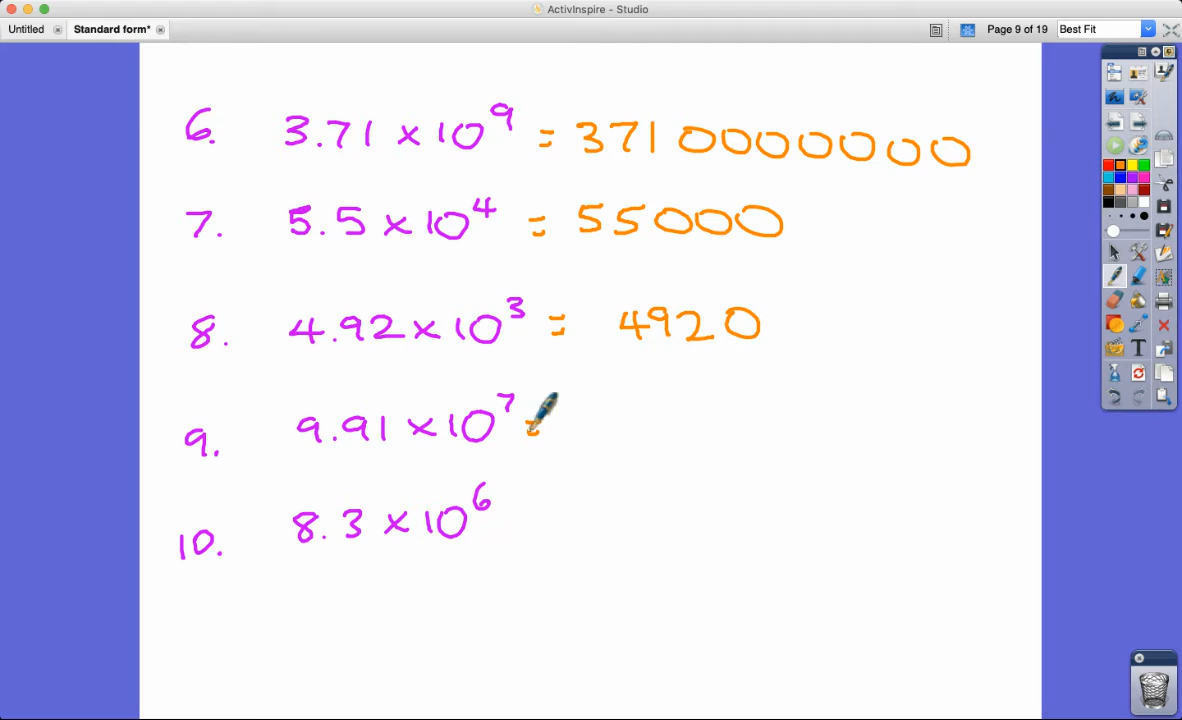 ActivInspire - Studio
Untitled
Standard form*
Page 9 of 19
Best Fit
6. 3.71 × 10⁹ = 3710000000
7. 5.5 × 10⁴ = 55000
8. 4.92 × 10³ = 4920
9. 9.91 × 10⁷ =
10. 8.3 × 10⁶